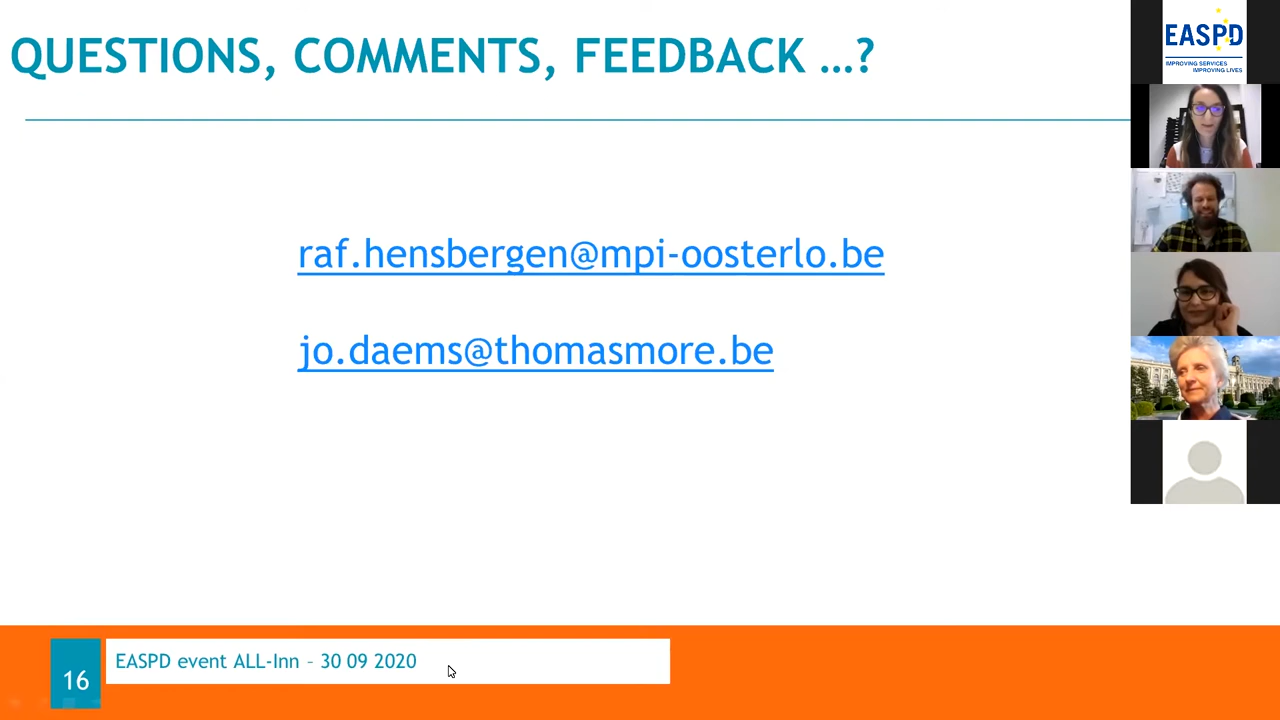 QUESTIONS, COMMENTS, FEEDBACK …?
EASPD
IMPROVING SERVICES
IMPROVING LIVES
raf.hensbergen@mpi-oosterlo.be
jo.daems@thomasmore.be
16
EASPD event ALL-Inn – 30 09 2020